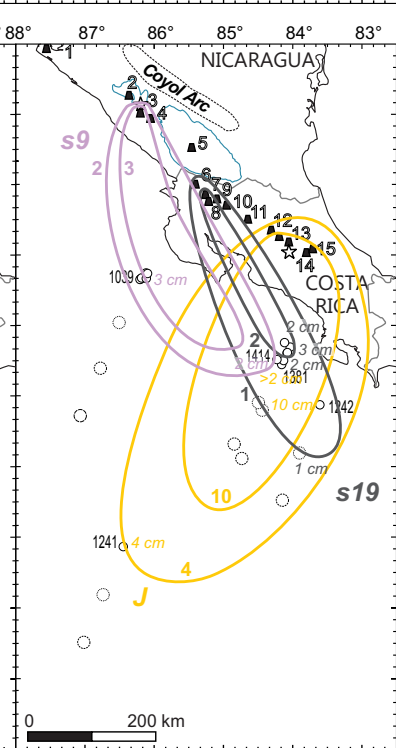 88° 87° 86° 85° 84° 83°
NICARAGUA
21
Coyol Arc
2
3
4
s9
5
2 3
6
7
9
8
10
11
12
13
14
15
1039
3 cm
COSTA
RICA
2 cm
2
3 cm
1414
2 cm
2 cm
1381
>2 cm
1
10 cm
1242
1 cm
s19
10
1241
4 cm
4
J
0 200 km